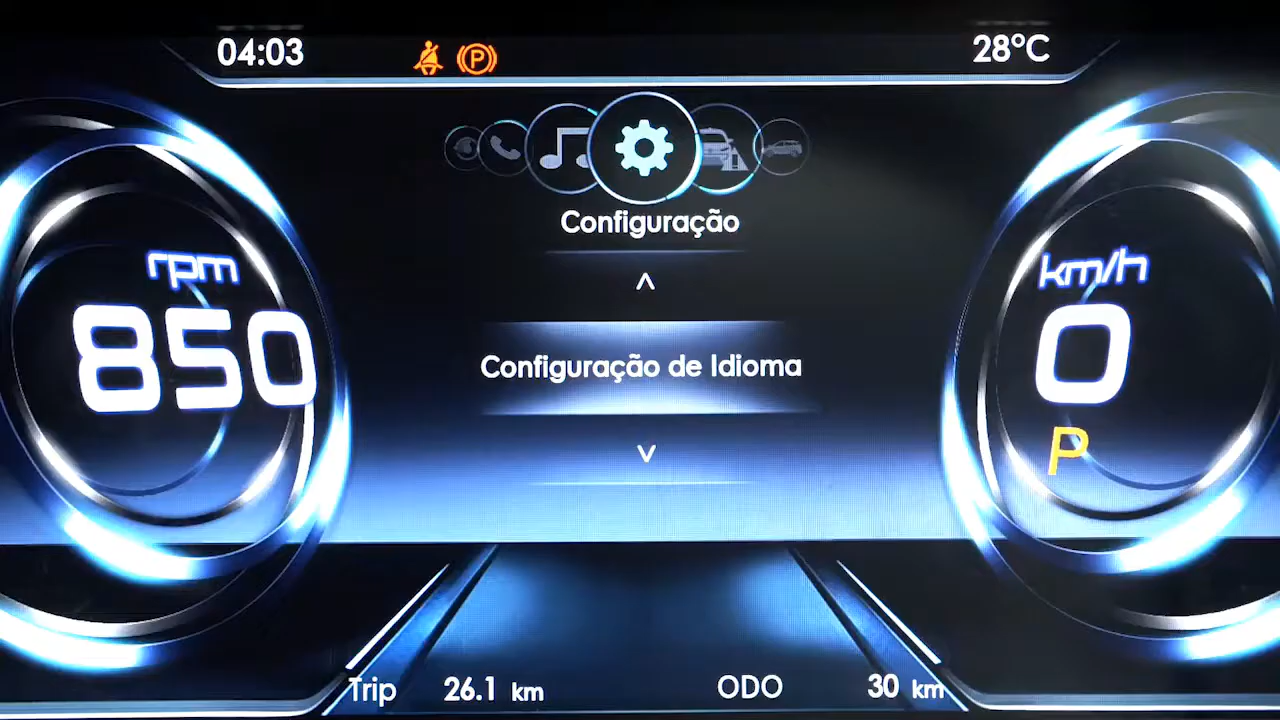 04:03
P
28°C
Configuração
rpm
850
km/h
0
Configuração de Idioma
P
Trip 26.1 km
ODO 30 km